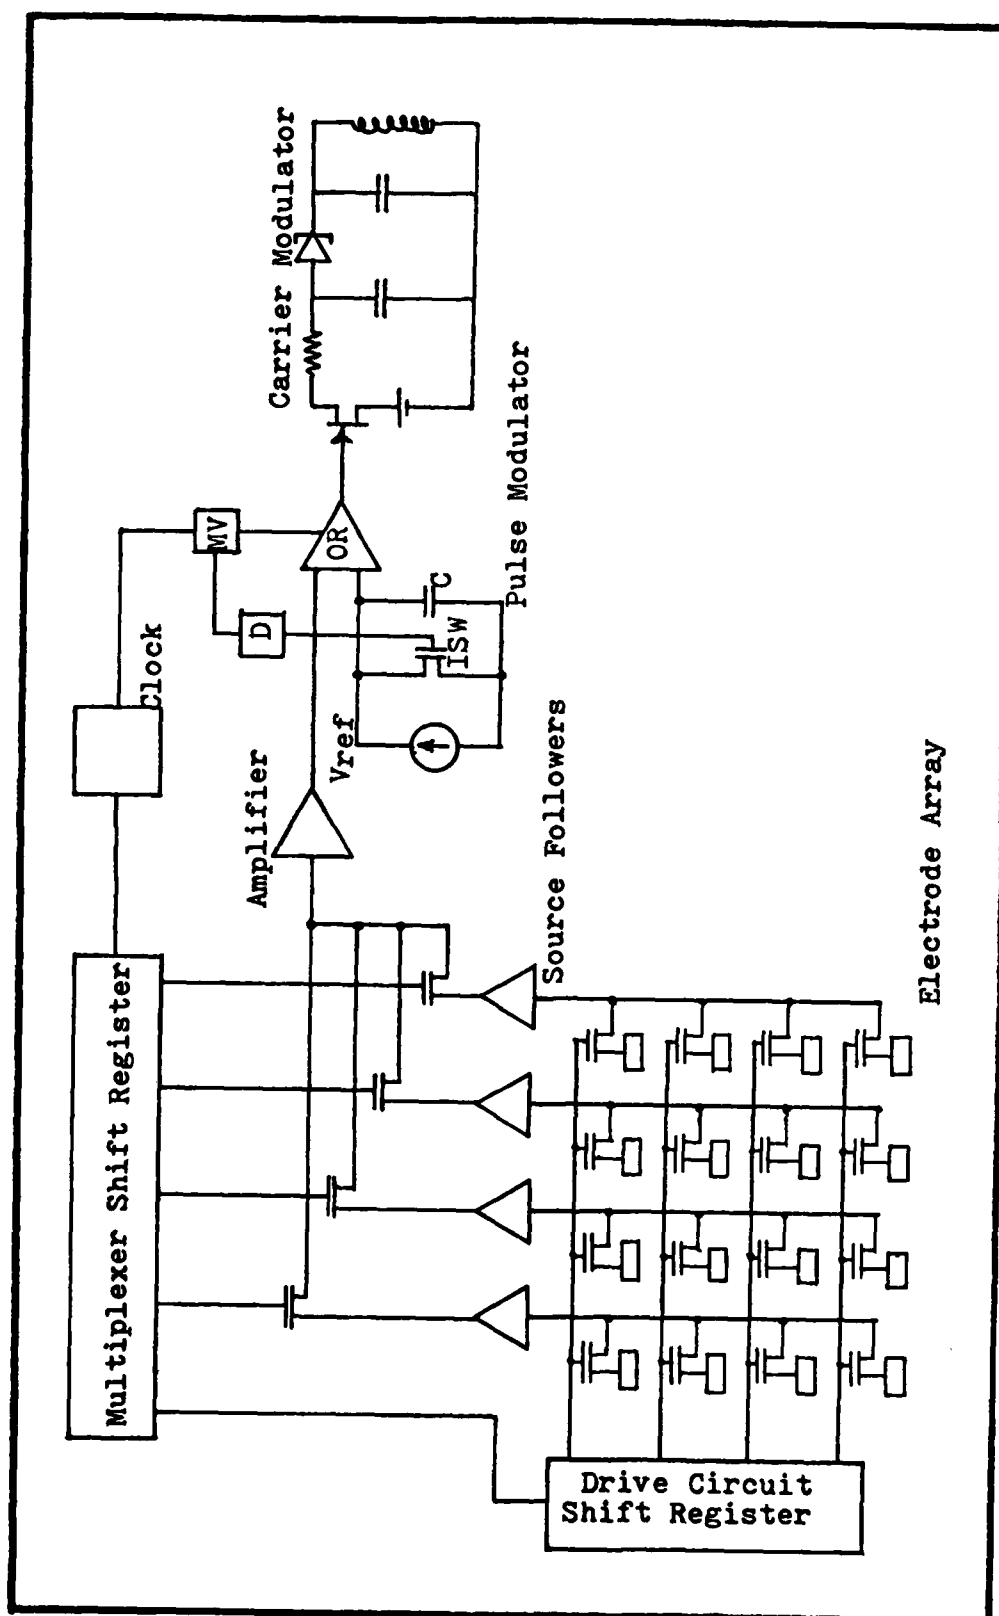 Multiplexer Shift Register
Clock
MV
D
OR
Carrier Modulator
Amplifier
Vref
ISW
C
Pulse Modulator
Source Followers
Drive Circuit
Shift Register
Electrode Array